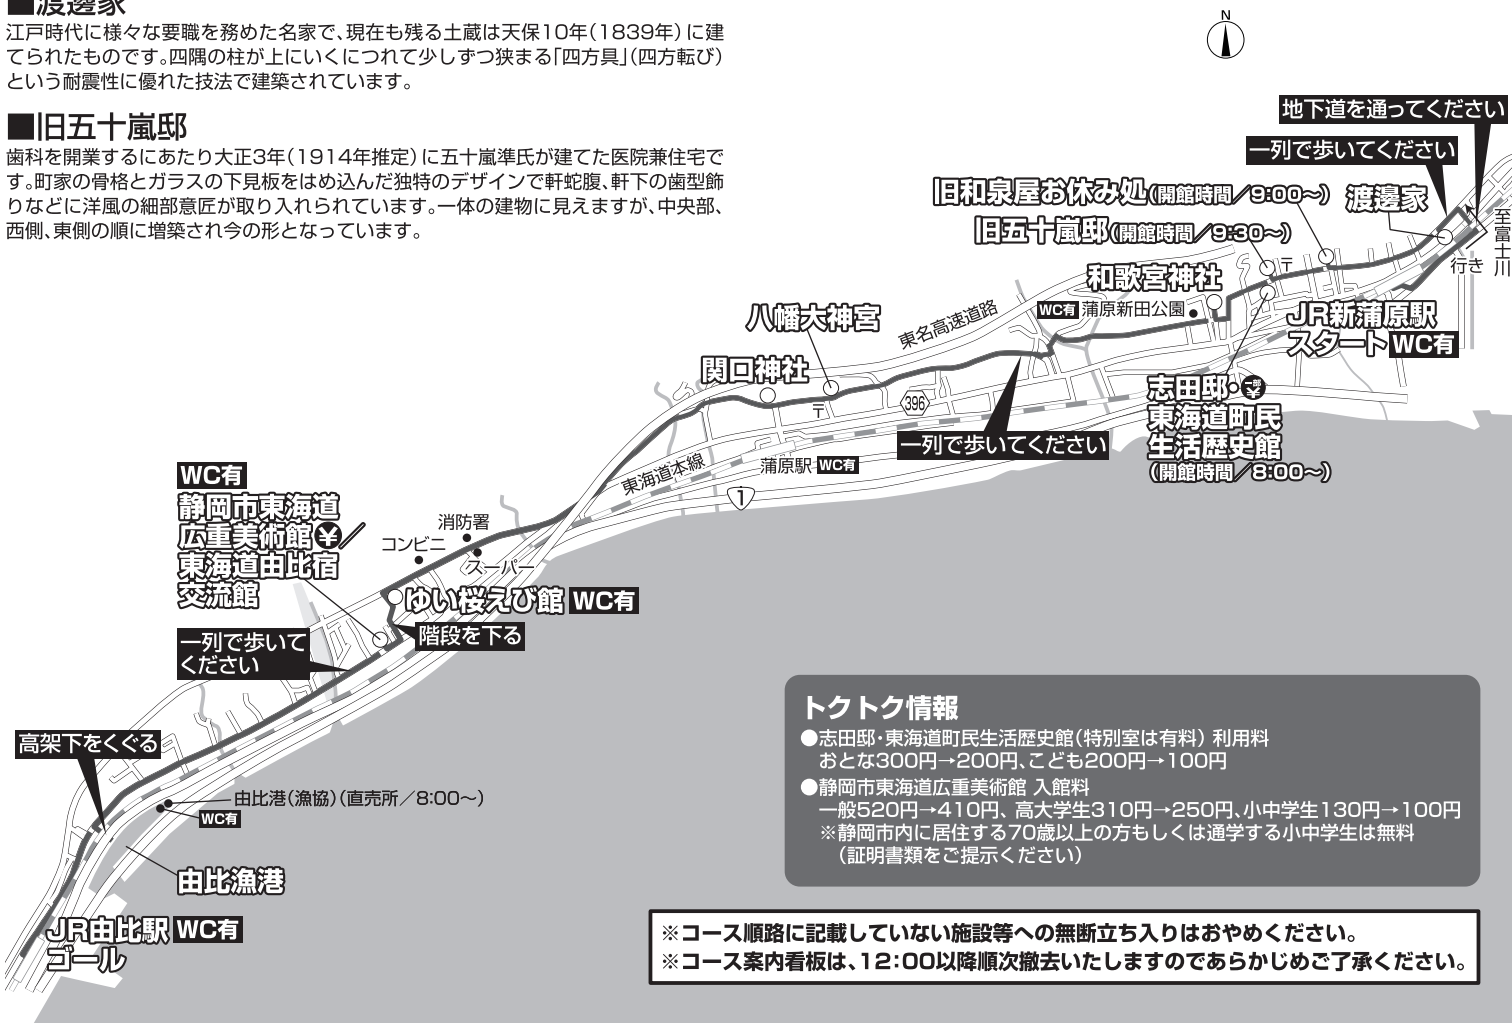 ■渡邊家
江戸時代に様々な要職を務めた名家で、現在も残る土蔵は天保10年（1839年）に建
てられたものです。四隅の柱が上にいくにつれて少しずつ狭まる「四方具」（四方転び）
という耐震性に優れた技法で建築されています。
■旧五十嵐邸
歯科を開業するにあたり大正3年（1914年推定）に五十嵐準氏が建てた医院兼住宅で
す。町家の骨格とガラスの下見板をはめ込んだ独特のデザインで軒蛇腹、軒下の歯型飾
りなどに洋風の細部意匠が取り入れられています。一体の建物に見えますが、中央部、
西側、東側の順に増築され今の形となっています。
N
地下道を通ってください
一列で歩いてください
旧和泉屋お休み処（開館時間／9:00〜）
渡邊家
旧五十嵐邸（開館時間／9:30〜）
至富士川
行き
〒
和歌宮神社
WC有 蒲原新田公園
JR新蒲原駅
スタート WC有
八幡大神宮
東名高速道路
関口神社
〒
396
志田邸・一部¥
東海道町民
生活歴史館
（開館時間／8:00〜）
一列で歩いてください
東海道本線
蒲原駅 WC有
1
WC有
静岡市東海道
広重美術館¥／
東海道由比宿
交流館
消防署
コンビニ
スーパー
ゆい桜えび館 WC有
階段を下る
一列で歩いて
ください
高架下をくぐる
由比港（漁協）（直売所／8:00〜）
WC有
由比漁港
JR由比駅 WC有
ゴール
トクトク情報
●志田邸・東海道町民生活歴史館（特別室は有料） 利用料
おとな300円→200円、こども200円→100円
●静岡市東海道広重美術館 入館料
一般520円→410円、高大学生310円→250円、小中学生130円→100円
※静岡市内に居住する70歳以上の方もしくは通学する小中学生は無料
（証明書類をご提示ください）
※コース順路に記載していない施設等への無断立ち入りはおやめください。
※コース案内看板は、12:00以降順次撤去いたしますのであらかじめご了承ください。